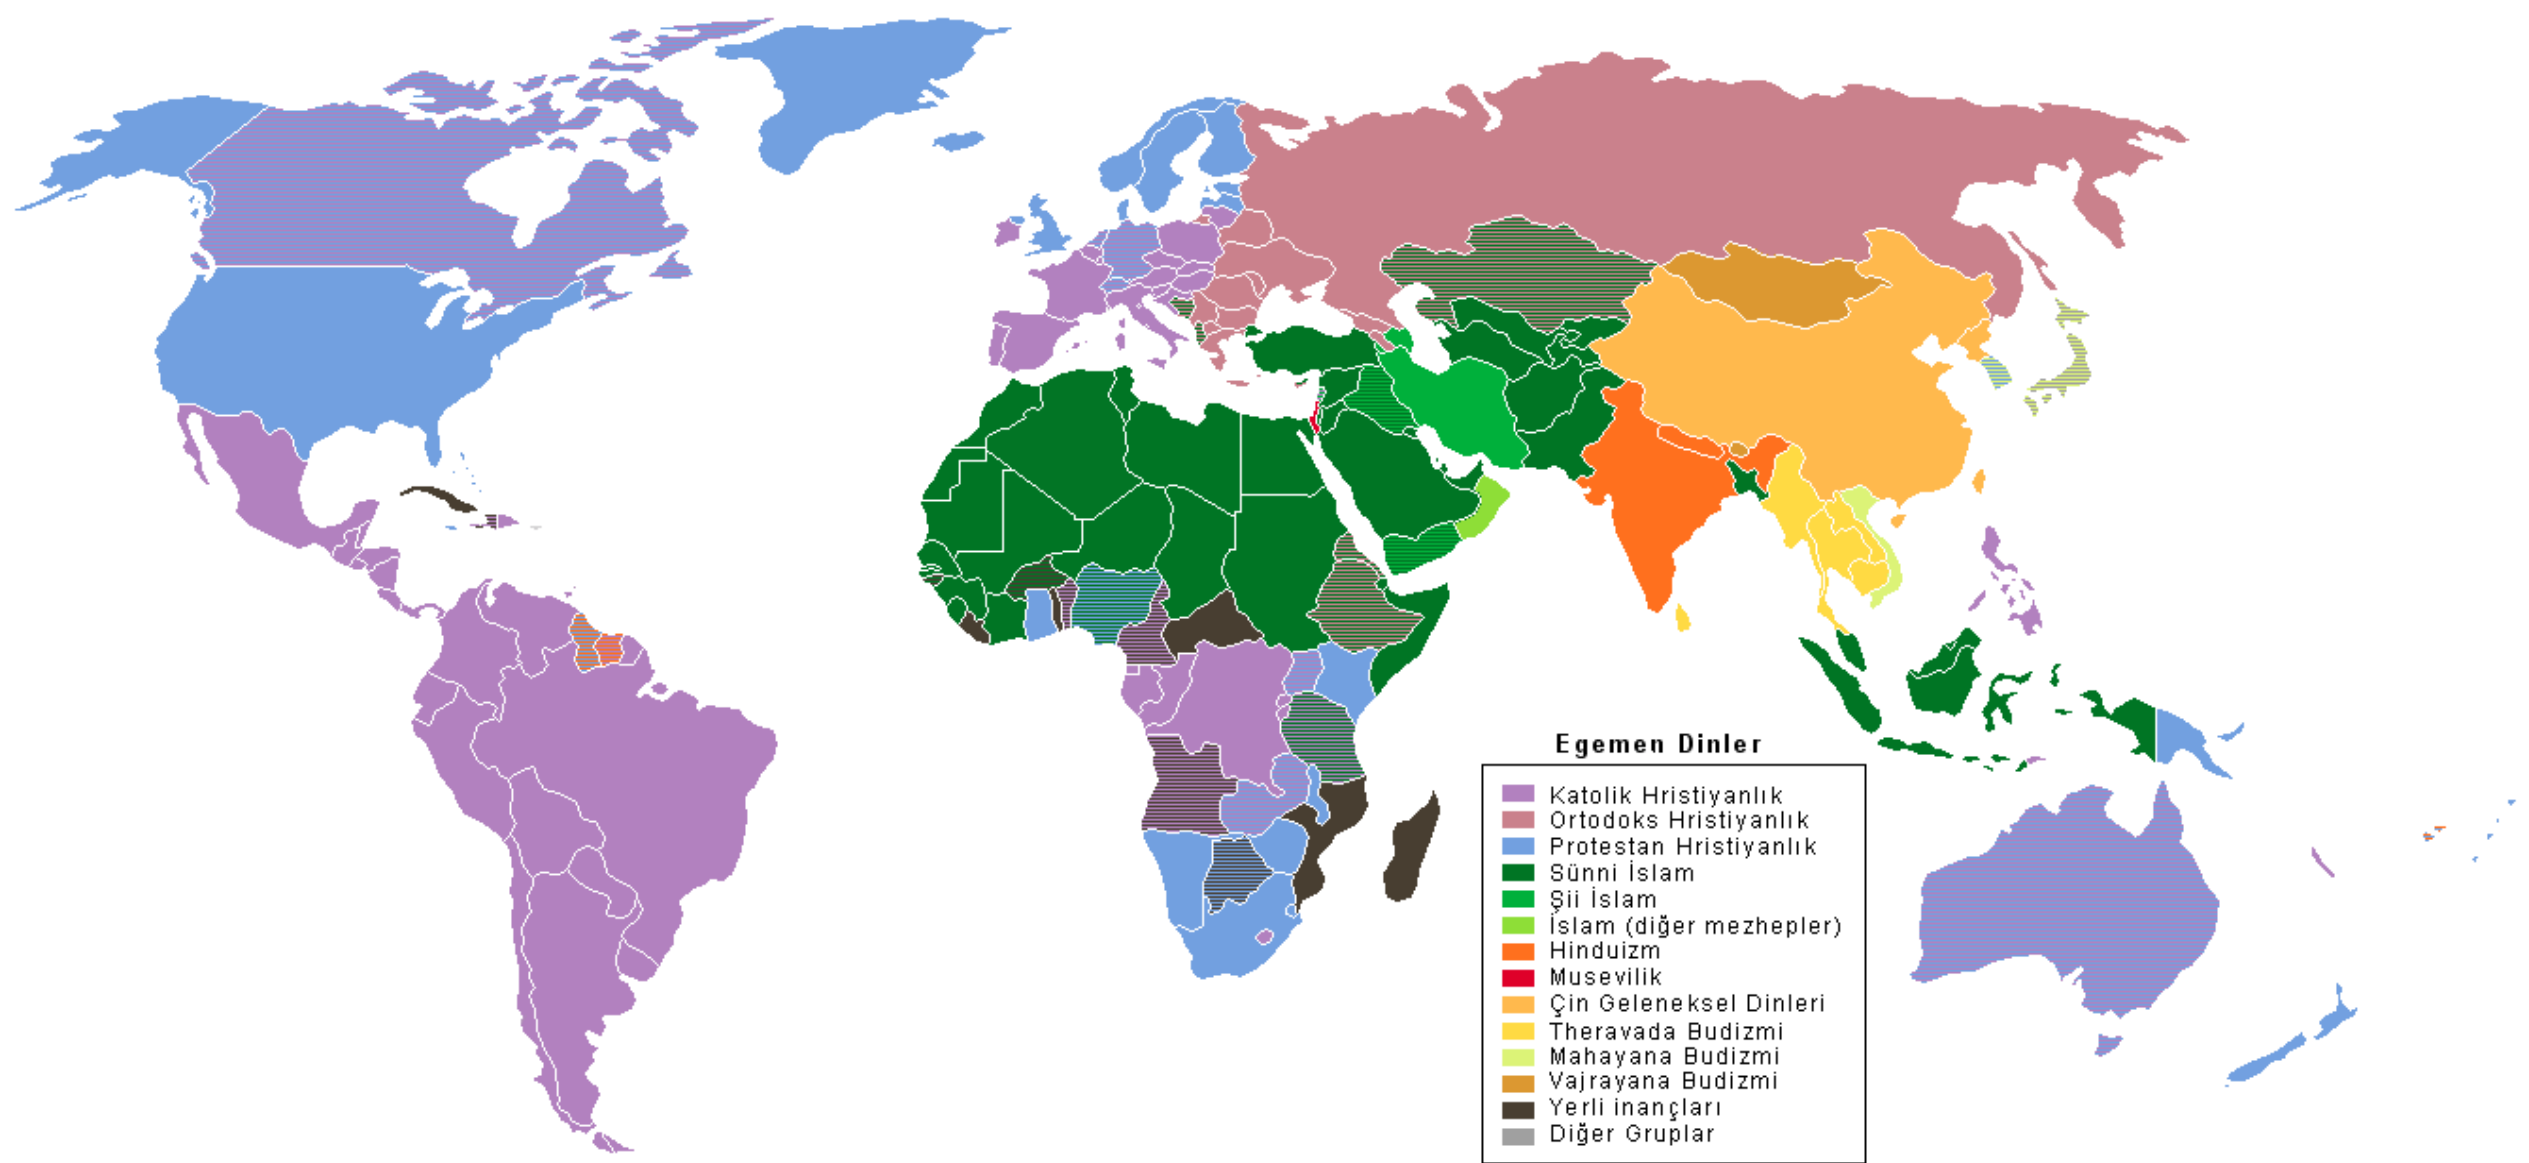 Egemen Dinler
Katolik Hristiyanlık
Ortodoks Hristiyanlık
Protestan Hristiyanlık
Sünni İslam
Şii İslam
İslam (diğer mezhepler)
Hinduizm
Musevilik
Çin Geleneksel Dinleri
Theravada Budizmi
Mahayana Budizmi
Vajrayana Budizmi
Yerli inançları
Diğer Gruplar